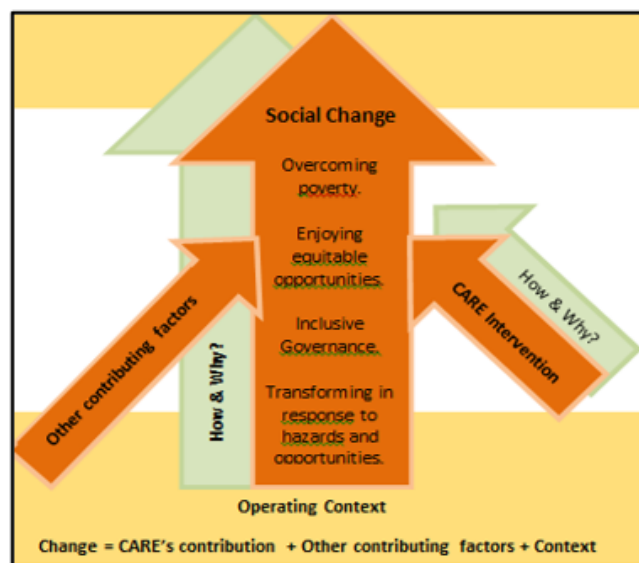 Social Change
Overcoming
poverty.
Enjoying
equitable
opportunities.
Inclusive
Governance.
Transforming in
response to
hazards and
opportunities.
Other contributing factors
How & Why?
CARE Intervention
How & Why?
Operating Context
Change = CARE's contribution + Other contributing factors + Context